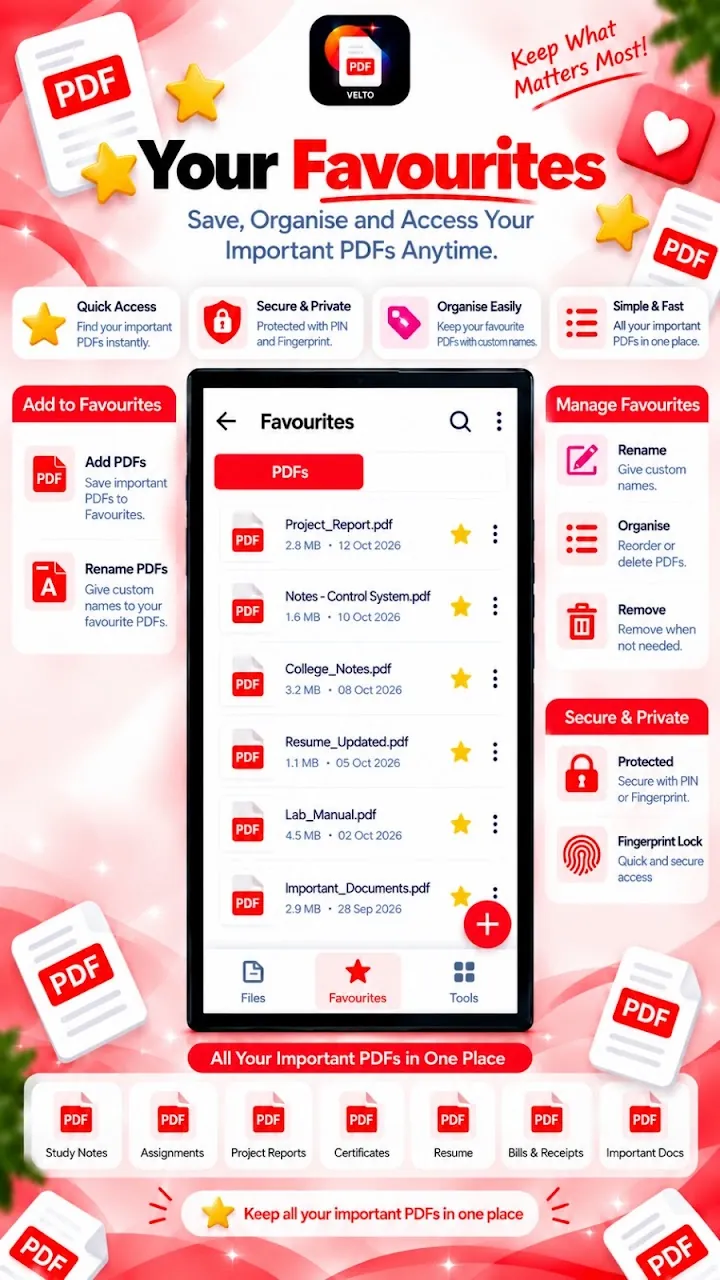 PDF
PDF
VELTO
Keep What
Matters Most!
Your Favourites
Save, Organise and Access Your
Important PDFs Anytime.
PDF
Quick Access
Find your important
PDFs instantly.
Secure & Private
Protected with PIN
and Fingerprint.
Organise Easily
Keep your favourite
PDFs with custom names.
Simple & Fast
All your important
PDFs in one place.
Add to Favourites
PDF
Add PDFs
Save important
PDFs to
Favourites.
A
Rename PDFs
Give custom
names to your
favourite PDFs.
Favourites
PDFs
PDF
Project_Report.pdf
2.8 MB • 12 Oct 2026
PDF
Notes - Control System.pdf
1.6 MB • 10 Oct 2026
PDF
College_Notes.pdf
3.2 MB • 08 Oct 2026
PDF
Resume_Updated.pdf
1.1 MB • 05 Oct 2026
PDF
Lab_Manual.pdf
4.5 MB • 02 Oct 2026
PDF
Important_Documents.pdf
2.9 MB • 28 Sep 2026
Files
Favourites
Tools
Manage Favourites
Rename
Give custom
names.
Organise
Reorder or
delete PDFs.
Remove
Remove when
not needed.
Secure & Private
Protected
Secure with PIN
or Fingerprint.
Fingerprint Lock
Quick and secure
access
PDF
PDF
All Your Important PDFs in One Place
PDF
Study Notes
PDF
Assignments
PDF
Project Reports
PDF
Certificates
PDF
Resume
PDF
Bills & Receipts
PDF
Important Docs
Keep all your important PDFs in one place
PDF
PDF